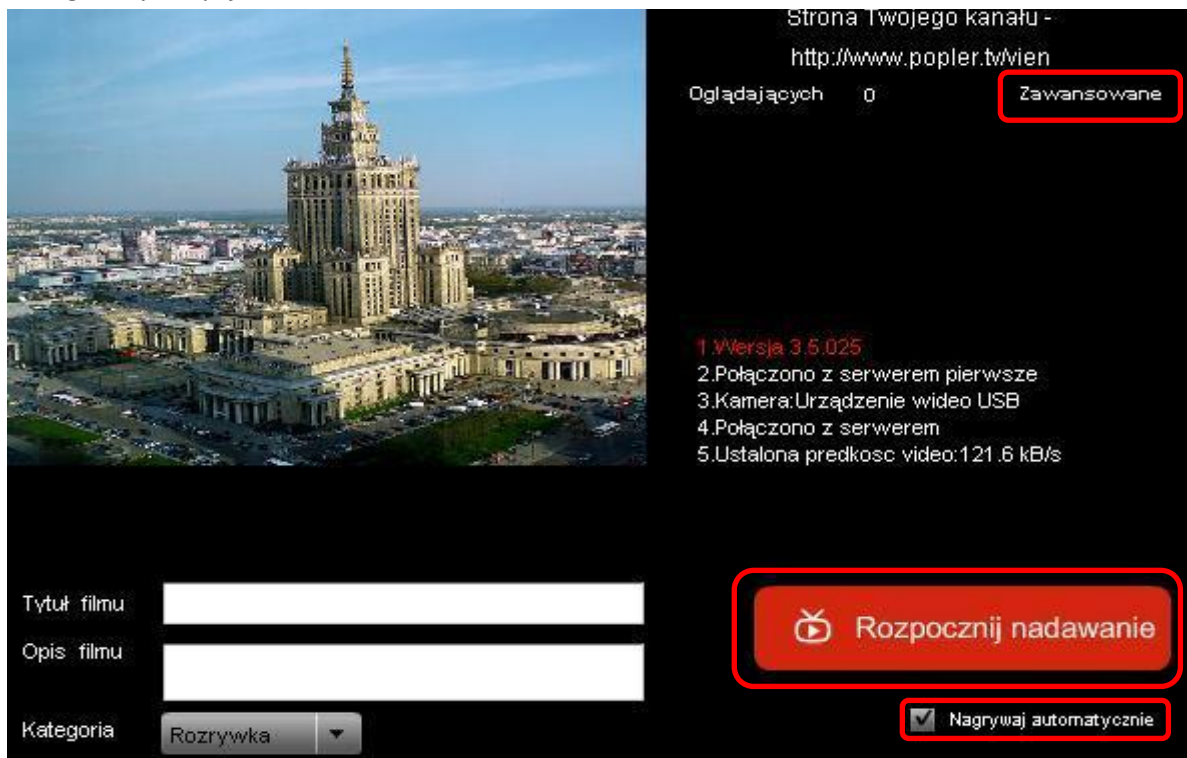 Strona Twojego kanału -
http://www.popler.tv/vien
Oglądających 0 Zawansowane
1.Wersja 3.5.025
2.Połączono z serwerem pierwsze
3.Kamera:Urządzenie wideo USB
4.Połączono z serwerem
5.Ustalona predkosc video:121.6 kB/s
Tytuł filmu
Rozpocznij nadawanie
Opis filmu
Kategoria Rozrywka
Nagrywaj automatycznie